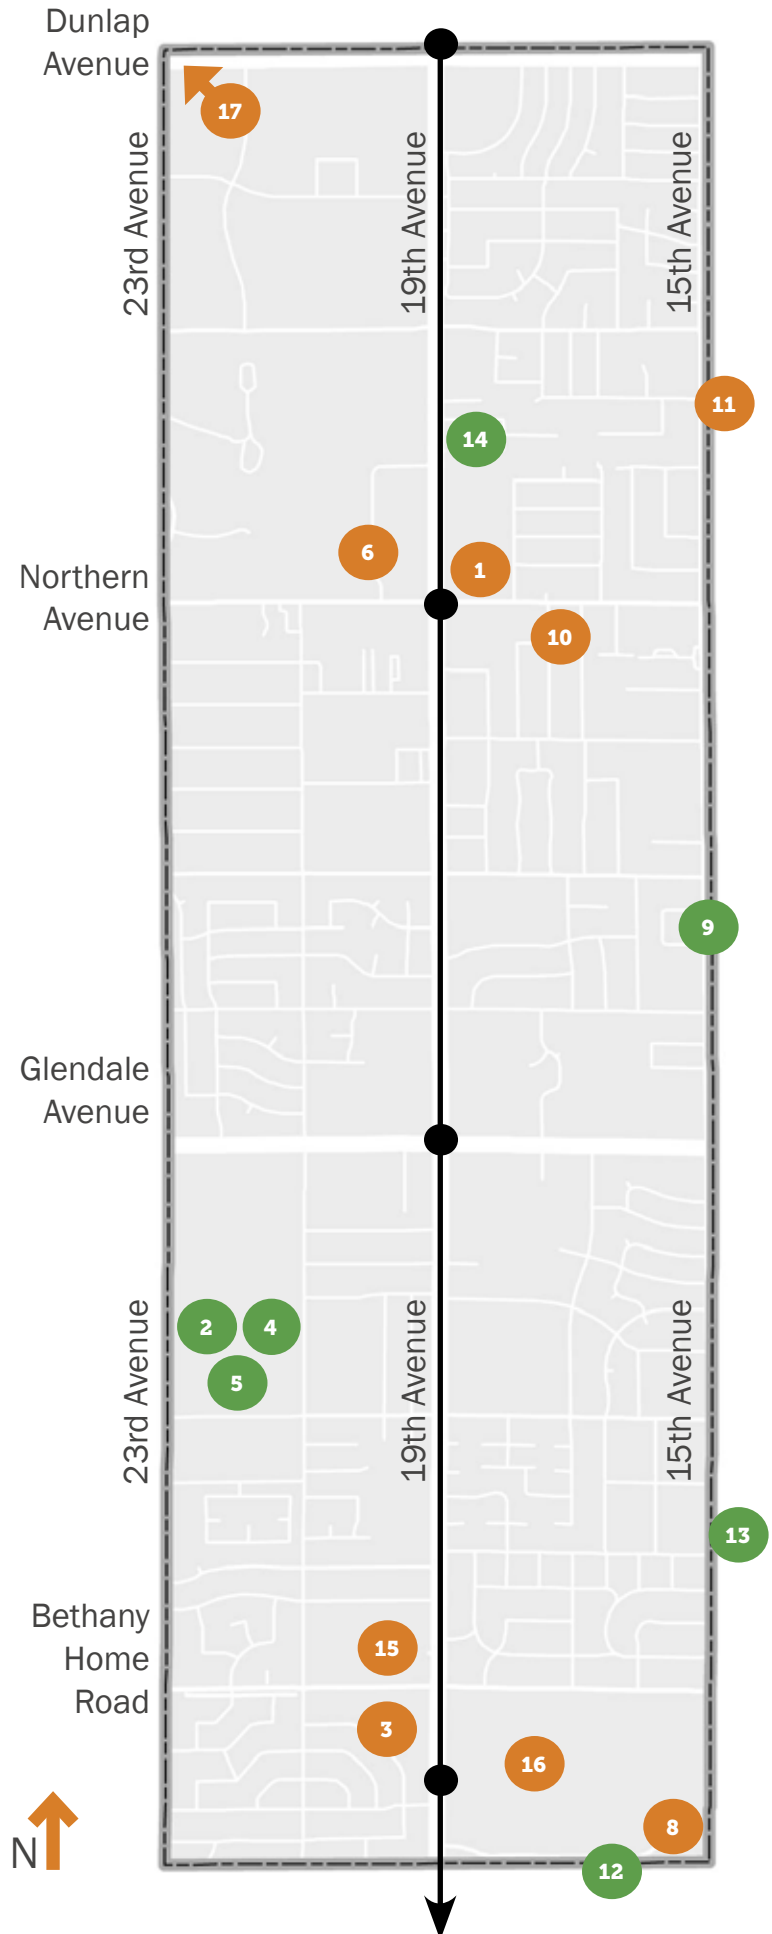 Dunlap
Avenue
17
23rd Avenue
19th Avenue
15th Avenue
11
14
6
1
Northern
Avenue
10
9
Glendale
Avenue
23rd Avenue
19th Avenue
15th Avenue
2
4
5
13
Bethany
Home
Road
15
3
16
8
N
12